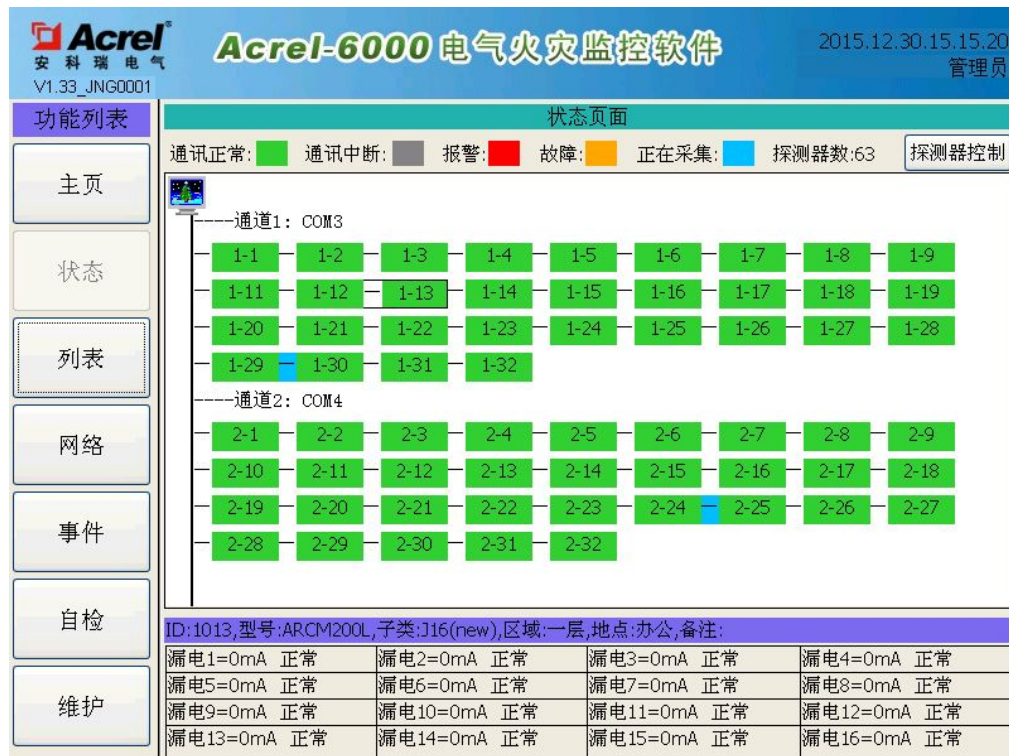 Acrel®
安科瑞电气
V1.33_JNG0001
Acrel-6000电气火灾监控软件
2015.12.30.15.15.20
管理员
功能列表
主页
状态
列表
网络
事件
自检
维护
状态页面
通讯正常: 通讯中断: 报警: 故障: 正在采集: 探测器数:63 探测器控制
----通道1: COM3
1-1 1-2 1-3 1-4 1-5 1-6 1-7 1-8 1-9
1-11 1-12 1-13 1-14 1-15 1-16 1-17 1-18 1-19
1-20 1-21 1-22 1-23 1-24 1-25 1-26 1-27 1-28
1-29 1-30 1-31 1-32
----通道2: COM4
2-1 2-2 2-3 2-4 2-5 2-6 2-7 2-8 2-9
2-10 2-11 2-12 2-13 2-14 2-15 2-16 2-17 2-18
2-19 2-20 2-21 2-22 2-23 2-24 2-25 2-26 2-27
2-28 2-29 2-30 2-31 2-32
ID:1013,型号:ARCM200L,子类:J16(new),区域:一层,地点:办公,备注:
漏电1=0mA 正常 漏电2=0mA 正常 漏电3=0mA 正常 漏电4=0mA 正常
漏电5=0mA 正常 漏电6=0mA 正常 漏电7=0mA 正常 漏电8=0mA 正常
漏电9=0mA 正常 漏电10=0mA 正常 漏电11=0mA 正常 漏电12=0mA 正常
漏电13=0mA 正常 漏电14=0mA 正常 漏电15=0mA 正常 漏电16=0mA 正常